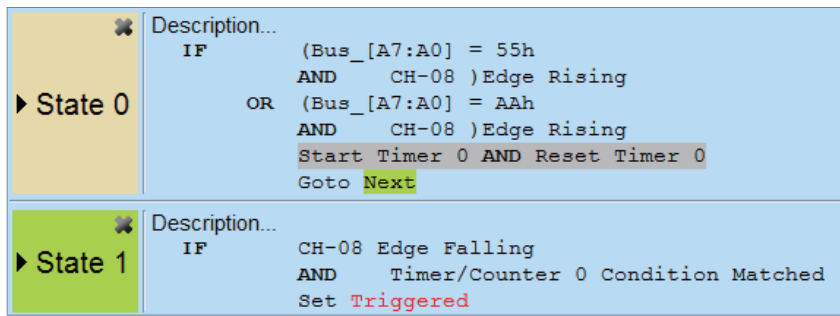 Description...
State 0
IF (Bus_[A7:A0] = 55h
AND CH-08 )Edge Rising
OR (Bus_[A7:A0] = AAh
AND CH-08 )Edge Rising
Start Timer 0 AND Reset Timer 0
Goto Next
Description...
State 1
IF CH-08 Edge Falling
AND Timer/Counter 0 Condition Matched
Set Triggered